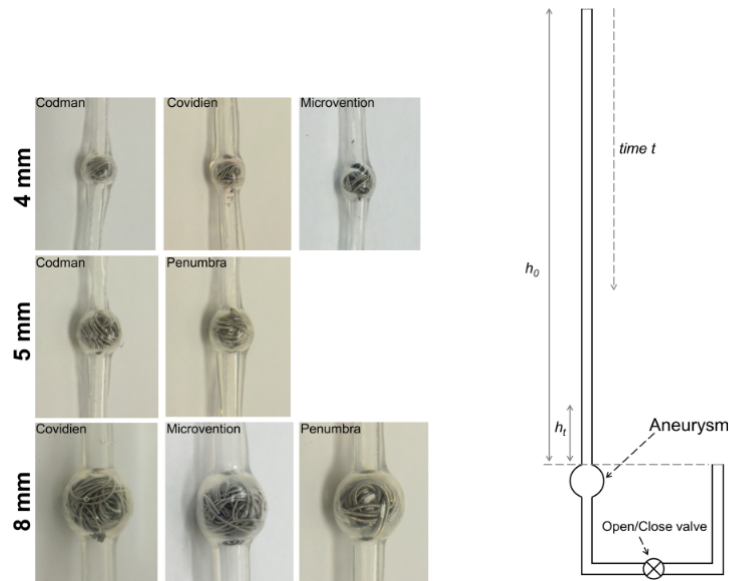 Codman
Covidien
Microvention
4 mm
Codman
Penumbra
5 mm
Covidien
Microvention
Penumbra
8 mm
time t
h0
ht
Aneurysm
Open/Close valve